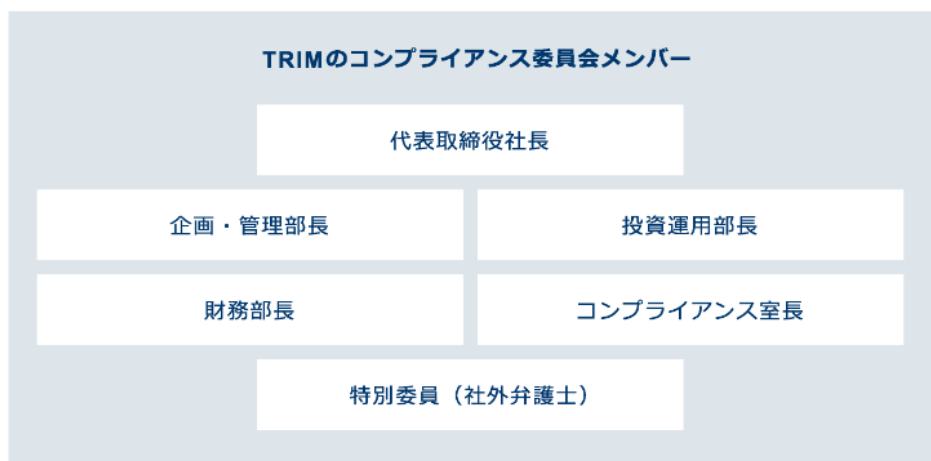 TRIMのコンプライアンス委員会メンバー
代表取締役社長
企画・管理部長
投資運用部長
財務部長
コンプライアンス室長
特別委員（社外弁護士）